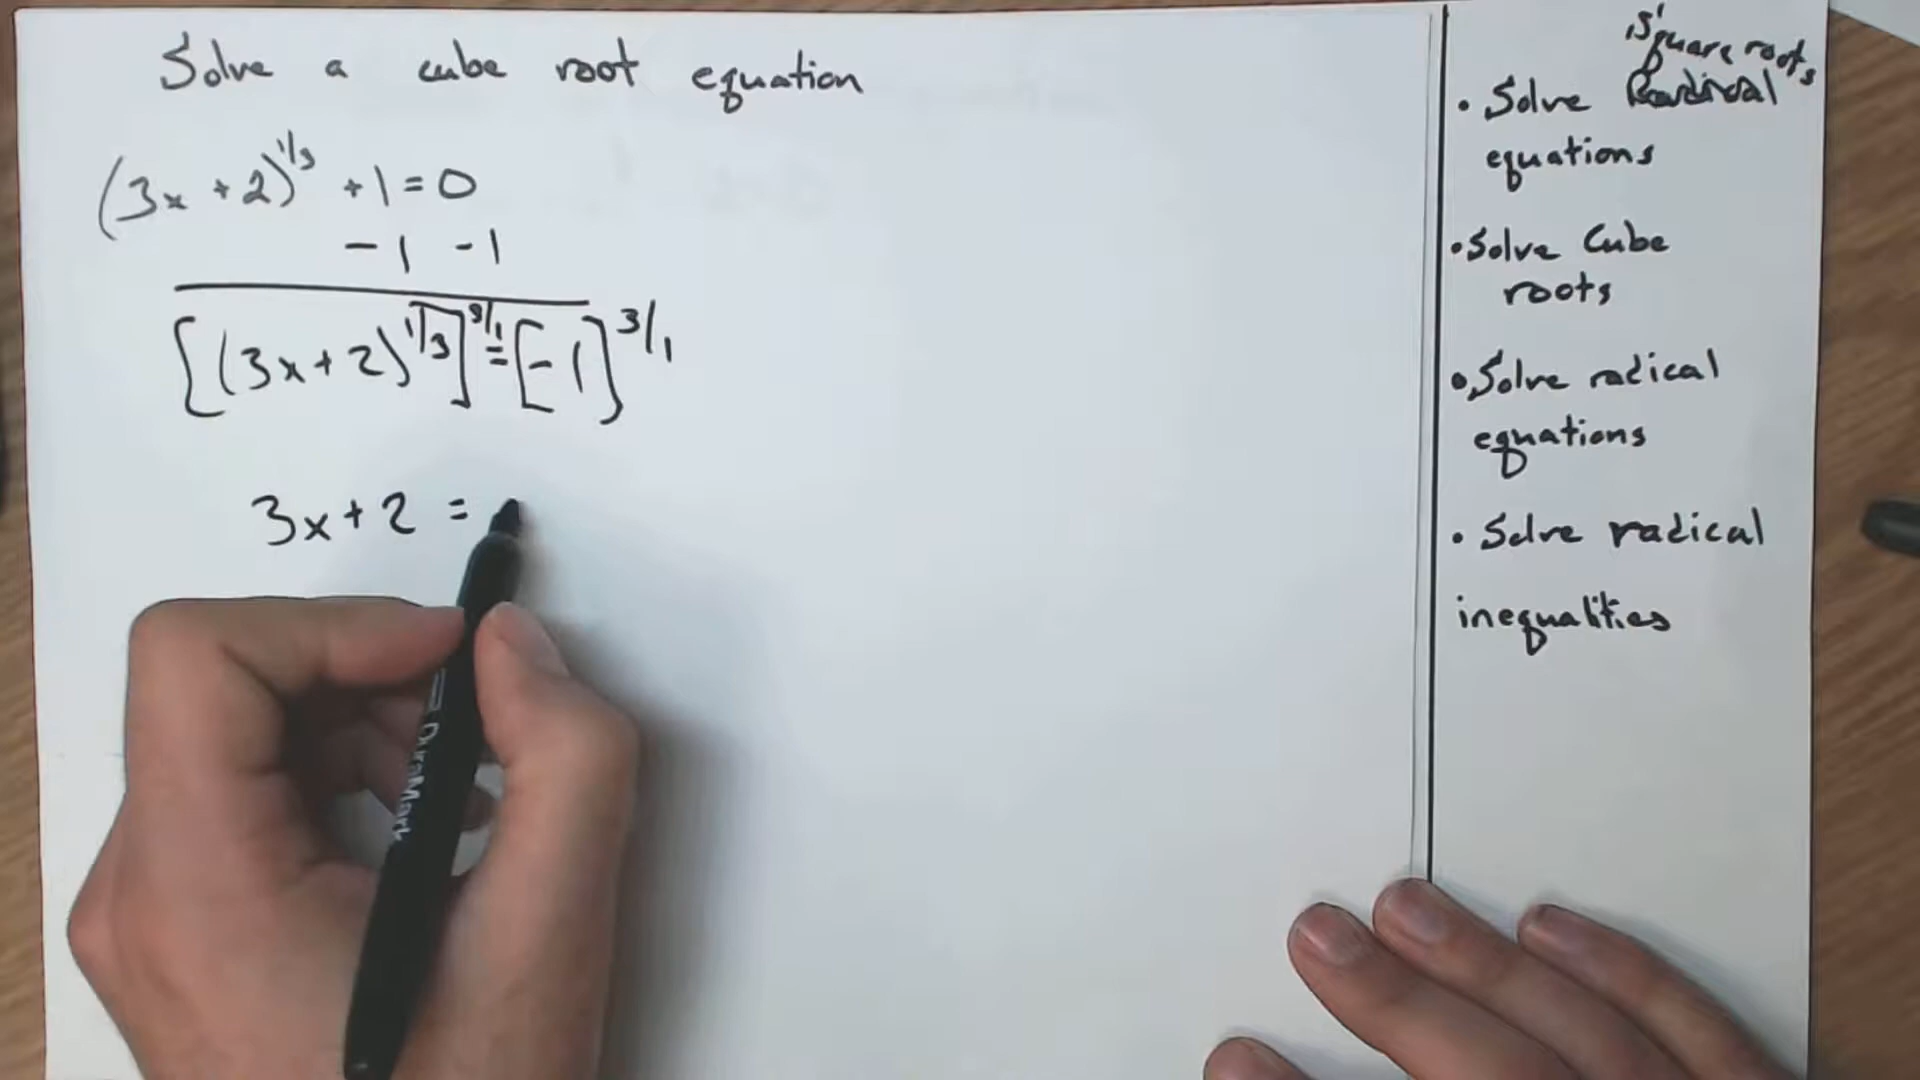 Solve a cube root equation
(3x + 2)^1/3 + 1 = 0
- 1 - 1
[(3x + 2)^1/3]^3/1 = [-1]^3/1
3x + 2 =
DuraMark
Square roots
• Solve Radical
equations
• Solve Cube
roots
• Solve radical
equations
• Solve radical
inequalities